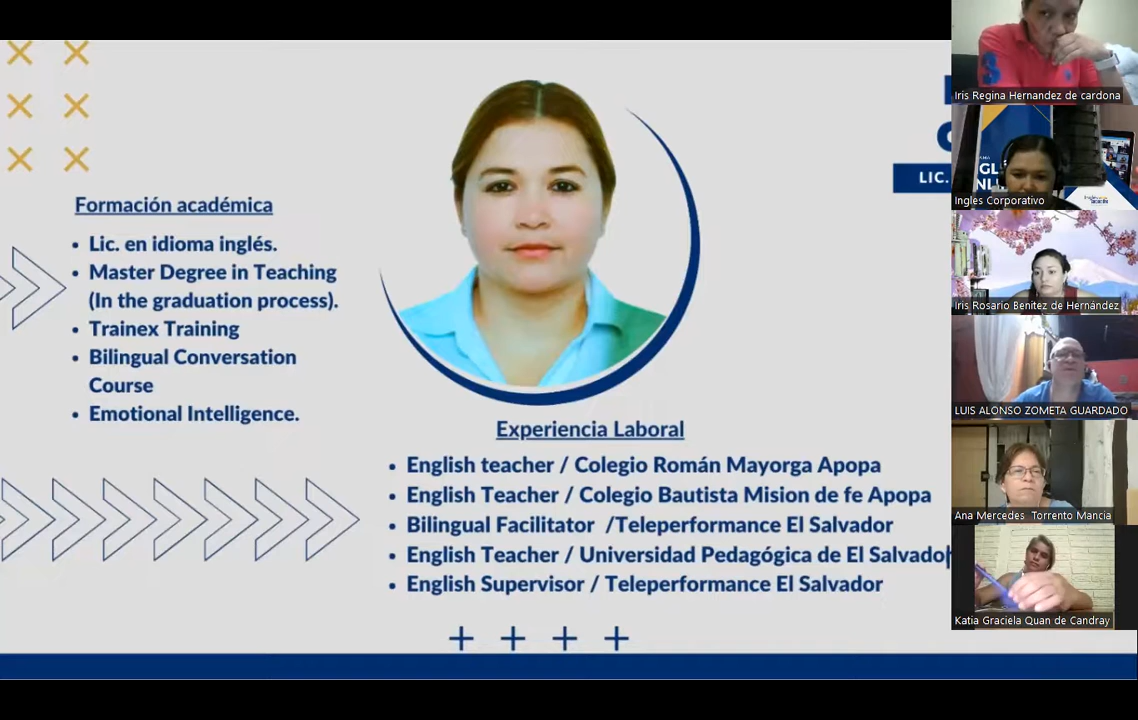 LIC.
Formación académica
• Lic. en idioma inglés.
• Master Degree in Teaching
(In the graduation process).
• Trainex Training
• Bilingual Conversation
Course
• Emotional Intelligence.
Experiencia Laboral
• English teacher / Colegio Román Mayorga Apopa
• English Teacher / Colegio Bautista Mision de fe Apopa
• Bilingual Facilitator /Teleperformance El Salvador
• English Teacher / Universidad Pedagógica de El Salvador
• English Supervisor / Teleperformance El Salvador
Iris Regina Hernandez de cardona
Ingles Corporativo
Iris Rosario Benitez de Hernández
LUIS ALONSO ZOMETA GUARDADO
Ana Mercedes Torrento Mancia
Katia Graciela Quan de Candray